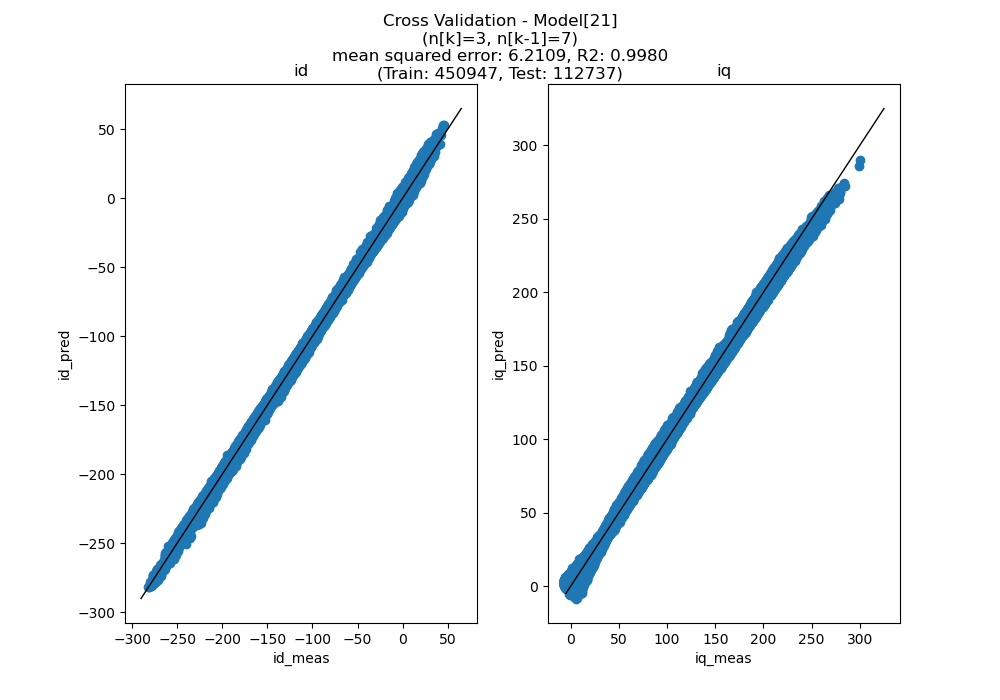 Cross Validation - Model[21]
(n[k]=3, n[k-1]=7)
mean squared error: 6.2109, R2: 0.9980
(Train: 450947, Test: 112737)
id
iq
50
0
−50
−100
−150
−200
−250
−300
id_pred
−300 −250 −200 −150 −100 −50 0 50
id_meas
300
250
200
150
100
50
0
iq_pred
0 50 100 150 200 250 300
iq_meas